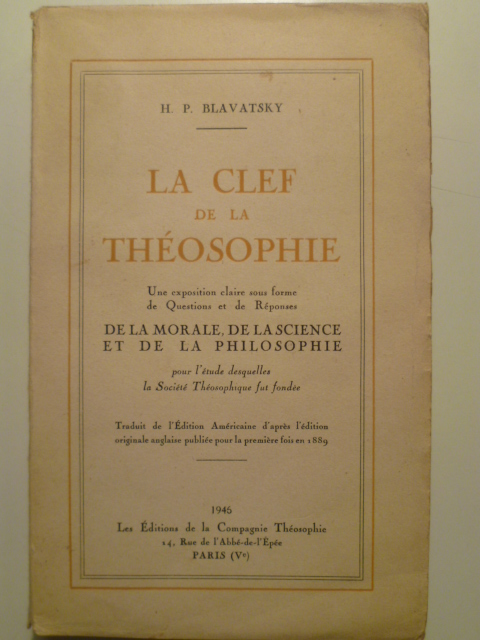 H. P. BLAVATSKY
LA CLEF
DE LA
THÉOSOPHIE
Une exposition claire sous forme
de Questions et de Réponses
DE LA MORALE, DE LA SCIENCE
ET DE LA PHILOSOPHIE
pour l'étude desquelles
la Société Théosophique fut fondée
Traduit de l'Édition Américaine d'après l'édition
originale anglaise publiée pour la première fois en 1889
1946
Les Éditions de la Compagnie Théosophie
14, Rue de l'Abbé-de-l'Épée
PARIS (Ve)